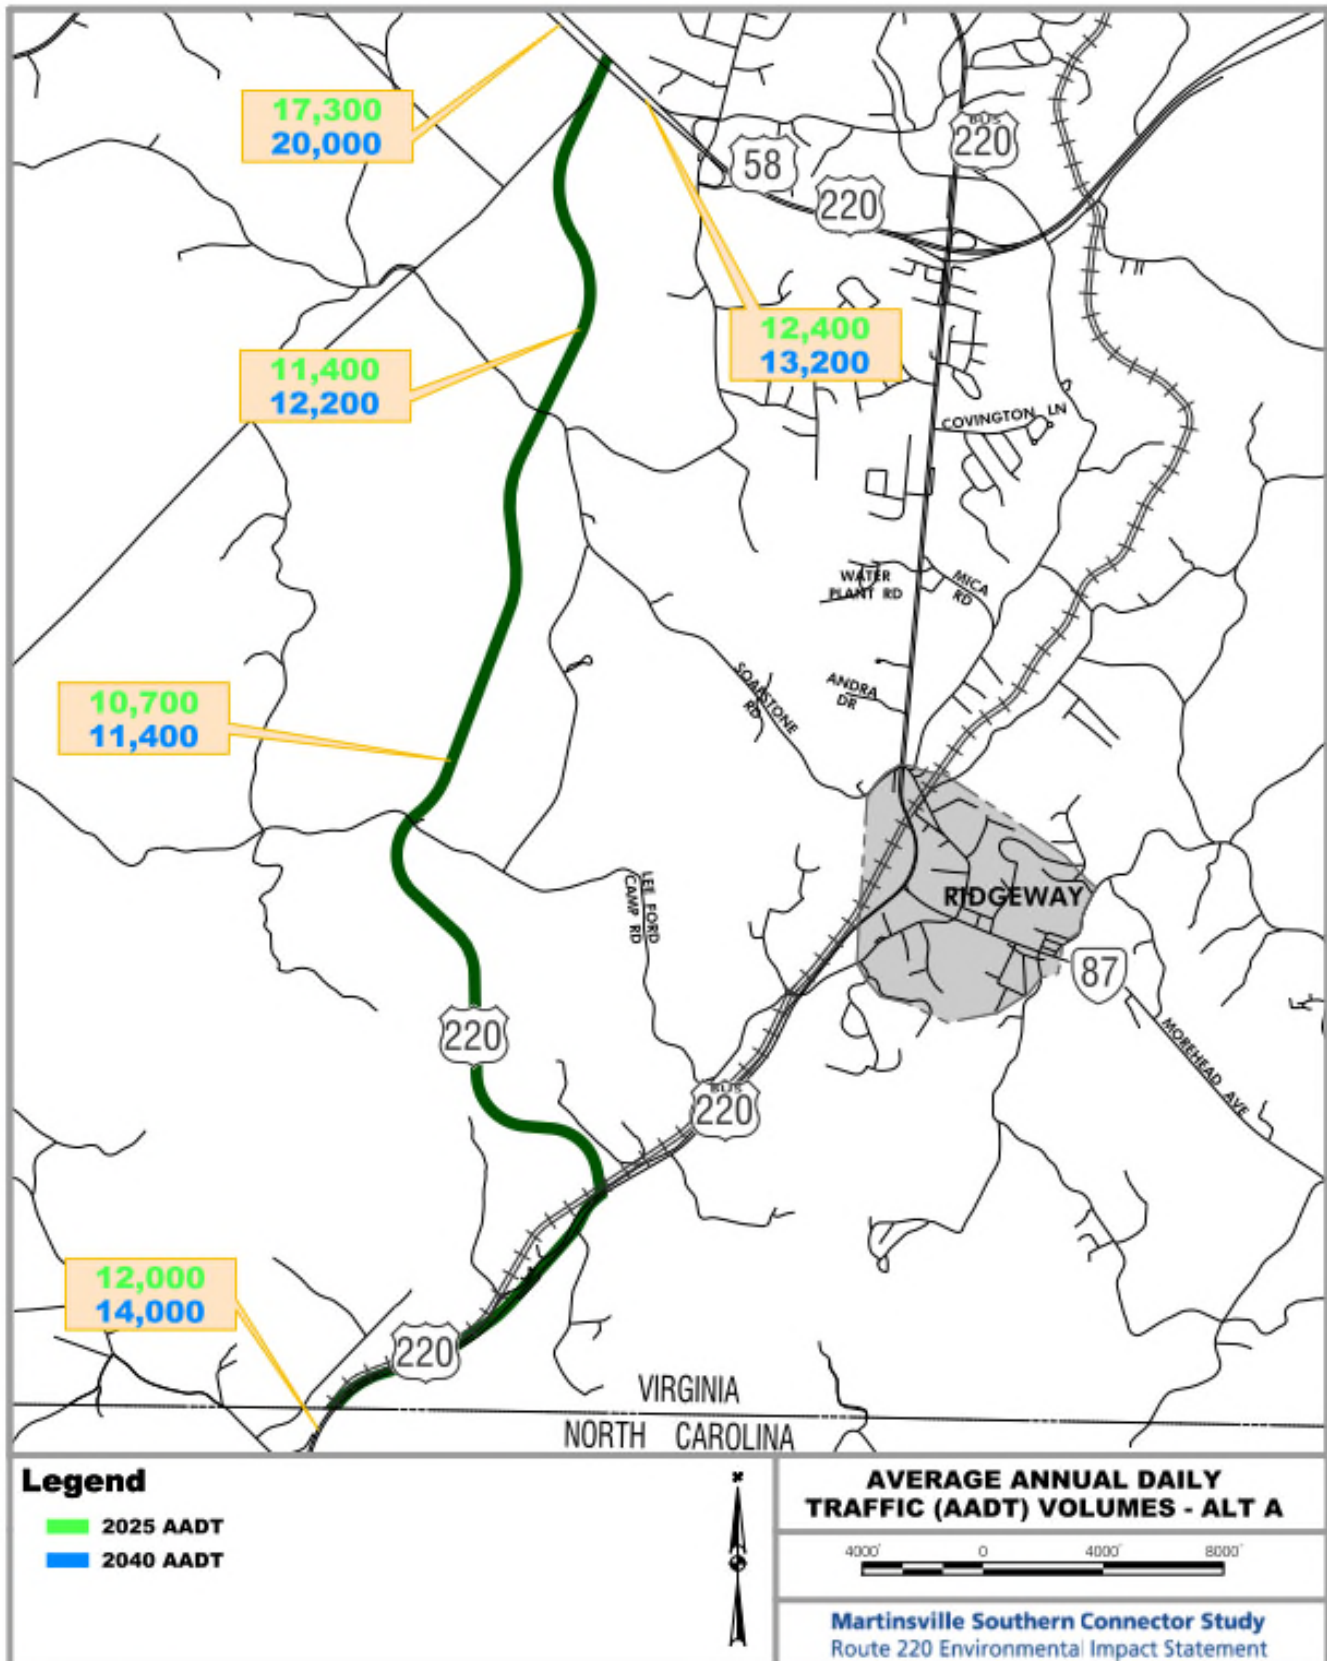 17,300
20,000
BUS
220
58
220
12,400
13,200
11,400
12,200
COVINGTON LN
WATER
PLANT RD
MICA
RD
SOAPSTONE
RD
ANDRA
DR
10,700
11,400
LEE FORD
CAMP RD
RIDGEWAY
87
220
MOREHEAD AVE
BUS
220
12,000
14,000
220
VIRGINIA
NORTH CAROLINA
Legend
2025 AADT
2040 AADT
AVERAGE ANNUAL DAILY
TRAFFIC (AADT) VOLUMES - ALT A
4000' 0 4000' 8000'
Martinsville Southern Connector Study
Route 220 Environmental Impact Statement